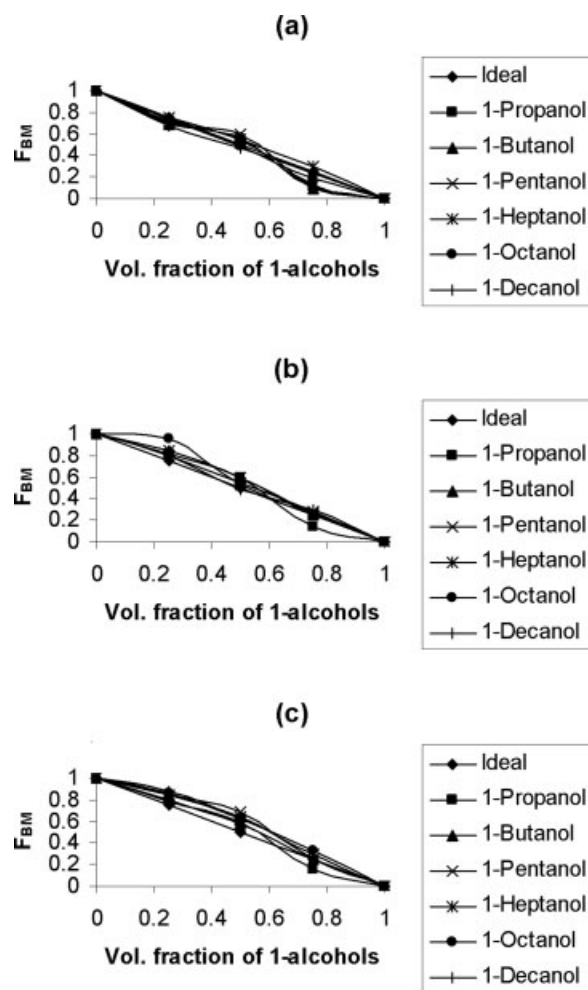 (a)
F_BM
1
0.8
0.6
0.4
0.2
0
0 0.2 0.4 0.6 0.8 1
Vol. fraction of 1-alcohols
Ideal
1-Propanol
1-Butanol
1-Pentanol
1-Heptanol
1-Octanol
1-Decanol
(b)
F_BM
1
0.8
0.6
0.4
0.2
0
0 0.2 0.4 0.6 0.8 1
Vol. fraction of 1-alcohols
Ideal
1-Propanol
1-Butanol
1-Pentanol
1-Heptanol
1-Octanol
1-Decanol
(c)
F_BM
1
0.8
0.6
0.4
0.2
0
0 0.2 0.4 0.6 0.8 1
Vol. fraction of 1-alcohols
Ideal
1-Propanol
1-Butanol
1-Pentanol
1-Heptanol
1-Octanol
1-Decanol